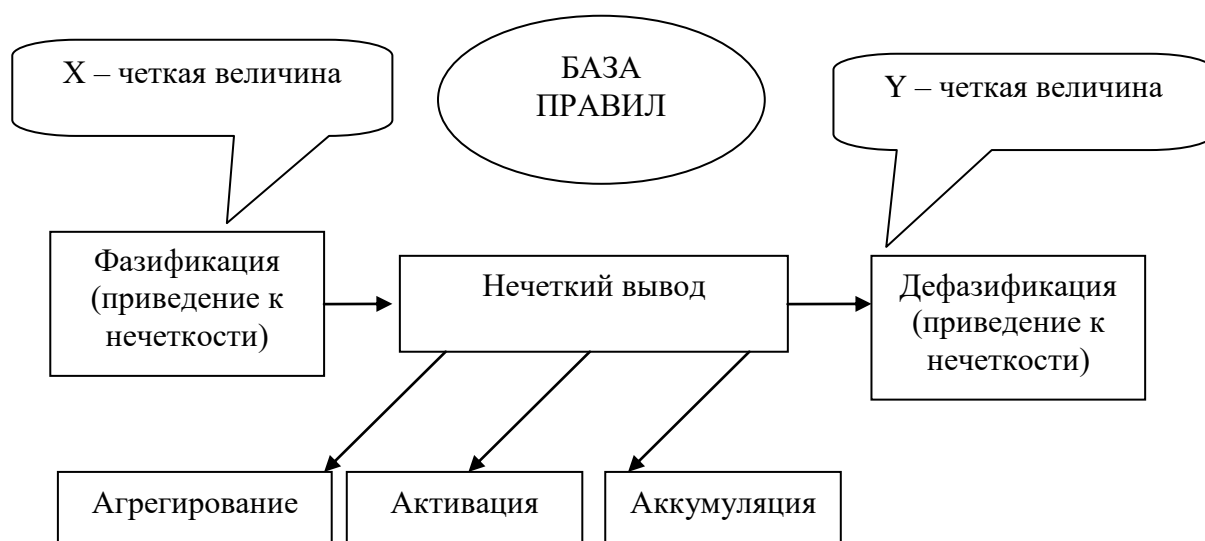 X – четкая величина
БАЗА
ПРАВИЛ
Y – четкая величина
Фазификация
(приведение к
нечеткости)
Нечеткий вывод
Дефазификация
(приведение к
нечеткости)
Агрегирование
Активация
Аккумуляция